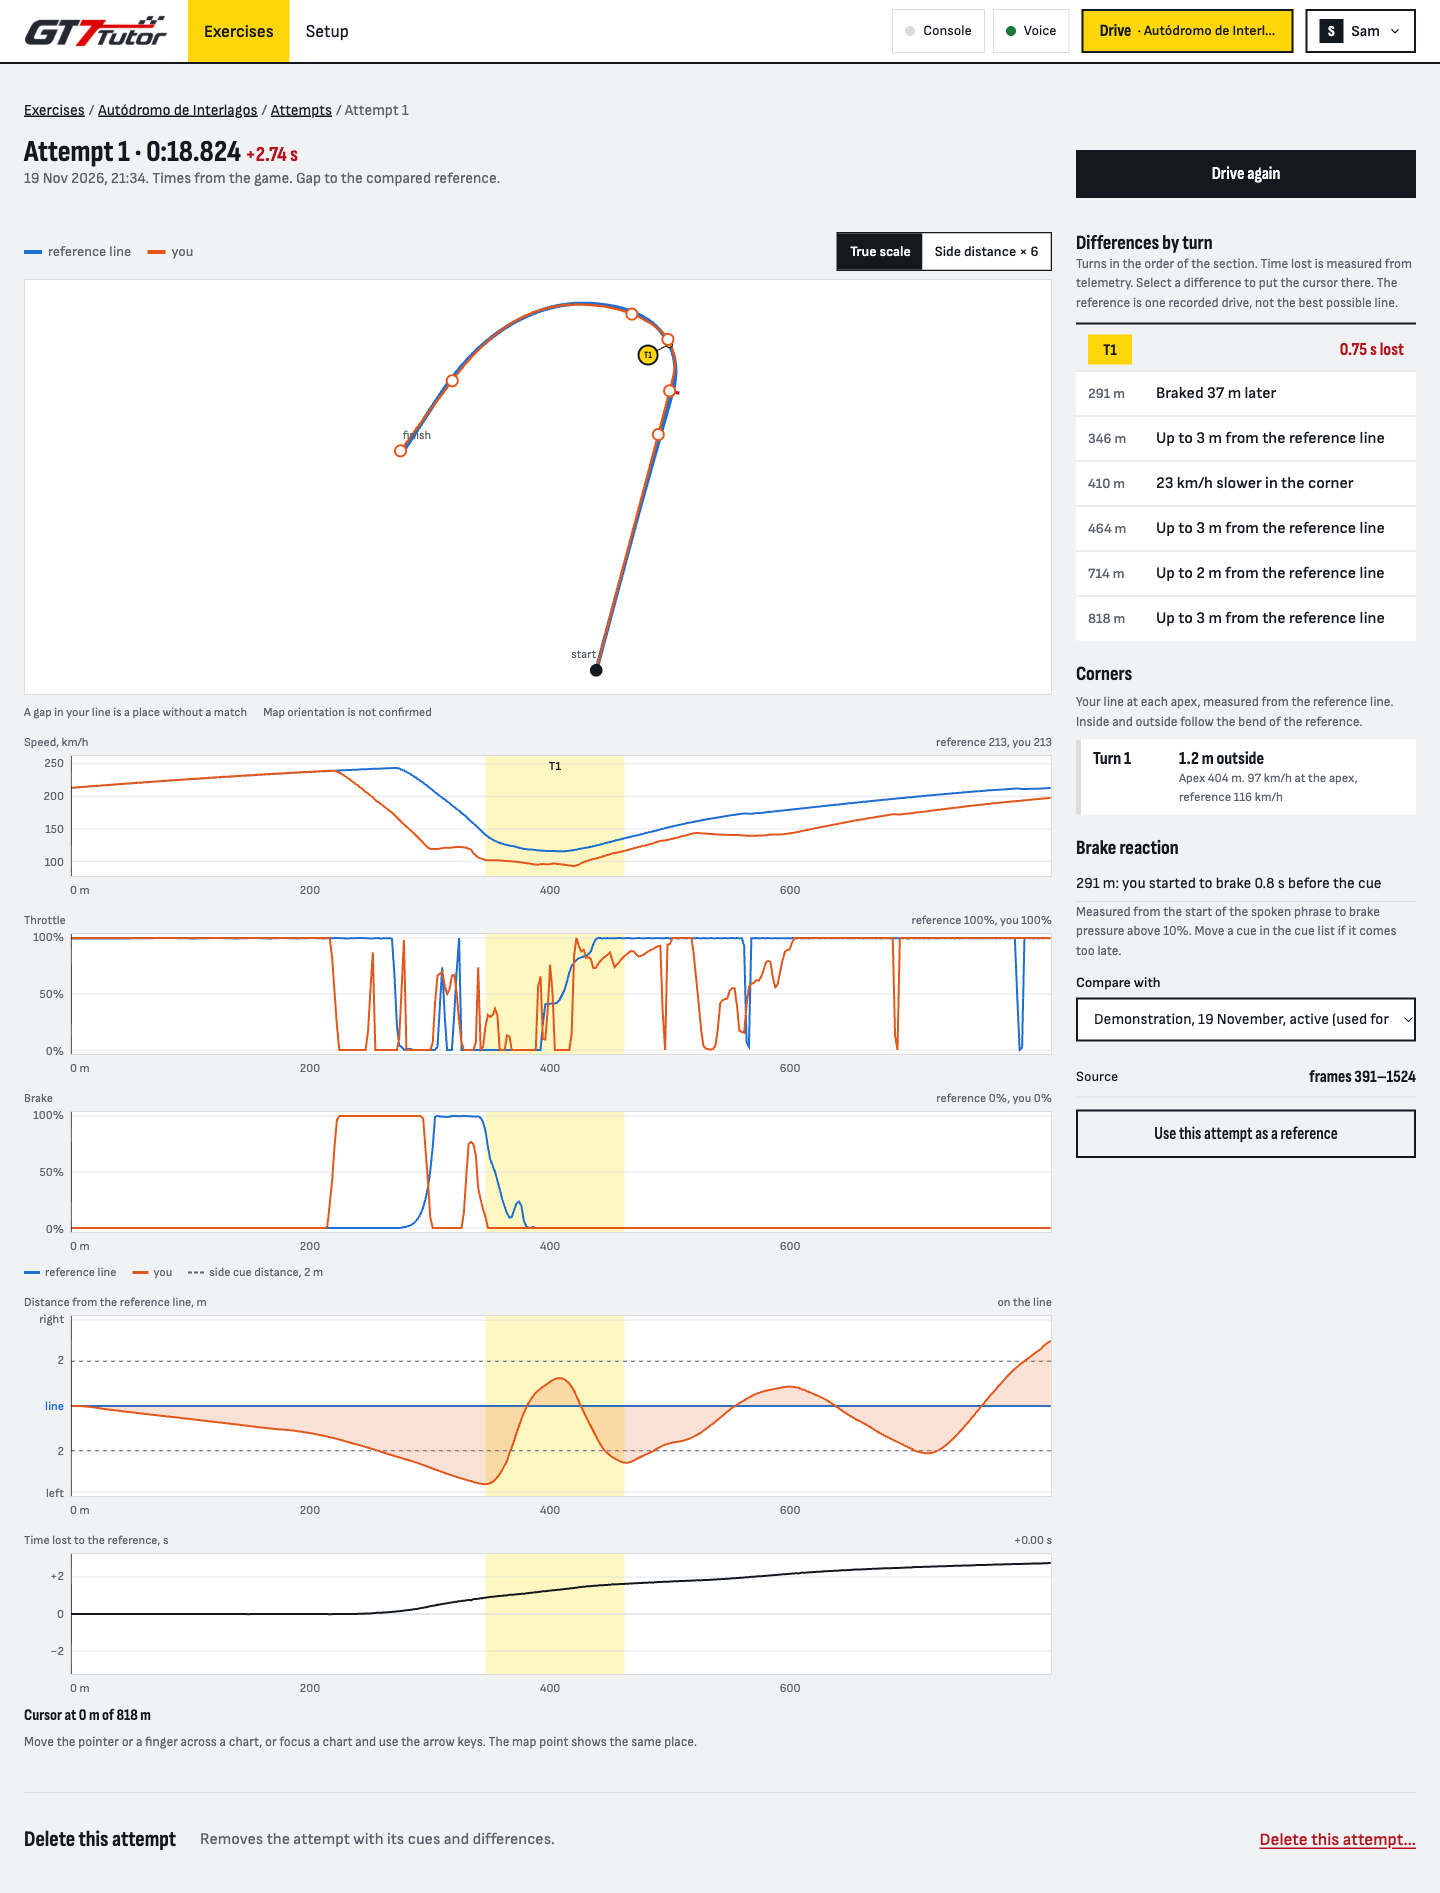 GT7Tutor
Exercises
Setup
Console
Voice
Drive · Autódromo de Interl...
S Sam
Exercises / Autódromo de Interlagos / Attempts / Attempt 1
Attempt 1 · 0:18.824 +2.74 s
19 Nov 2026, 21:34. Times from the game. Gap to the compared reference.
Drive again
reference line
you
True scale
Side distance × 6
T1
finish
start
A gap in your line is a place without a match
Map orientation is not confirmed
Speed, km/h
reference 213, you 213
T1
250
200
150
100
0 m
200
400
600
Throttle
reference 100%, you 100%
100%
50%
0%
0 m
200
400
600
Brake
reference 0%, you 0%
100%
50%
0%
0 m
200
400
600
reference line
you
side cue distance, 2 m
Distance from the reference line, m
on the line
right
2
line
2
left
0 m
200
400
600
Time lost to the reference, s
+0.00 s
+2
0
−2
0 m
200
400
600
Cursor at 0 m of 818 m
Move the pointer or a finger across a chart, or focus a chart and use the arrow keys. The map point shows the same place.
Differences by turn
Turns in the order of the section. Time lost is measured from
telemetry. Select a difference to put the cursor there. The
reference is one recorded drive, not the best possible line.
T1
0.75 s lost
291 m Braked 37 m later
346 m Up to 3 m from the reference line
410 m 23 km/h slower in the corner
464 m Up to 3 m from the reference line
714 m Up to 2 m from the reference line
818 m Up to 3 m from the reference line
Corners
Your line at each apex, measured from the reference line.
Inside and outside follow the bend of the reference.
Turn 1
1.2 m outside
Apex 404 m. 97 km/h at the apex,
reference 116 km/h
Brake reaction
291 m: you started to brake 0.8 s before the cue
Measured from the start of the spoken phrase to brake
pressure above 10%. Move a cue in the cue list if it comes
too late.
Compare with
Demonstration, 19 November, active (used for
Source
frames 391–1524
Use this attempt as a reference
Delete this attempt
Removes the attempt with its cues and differences.
Delete this attempt...